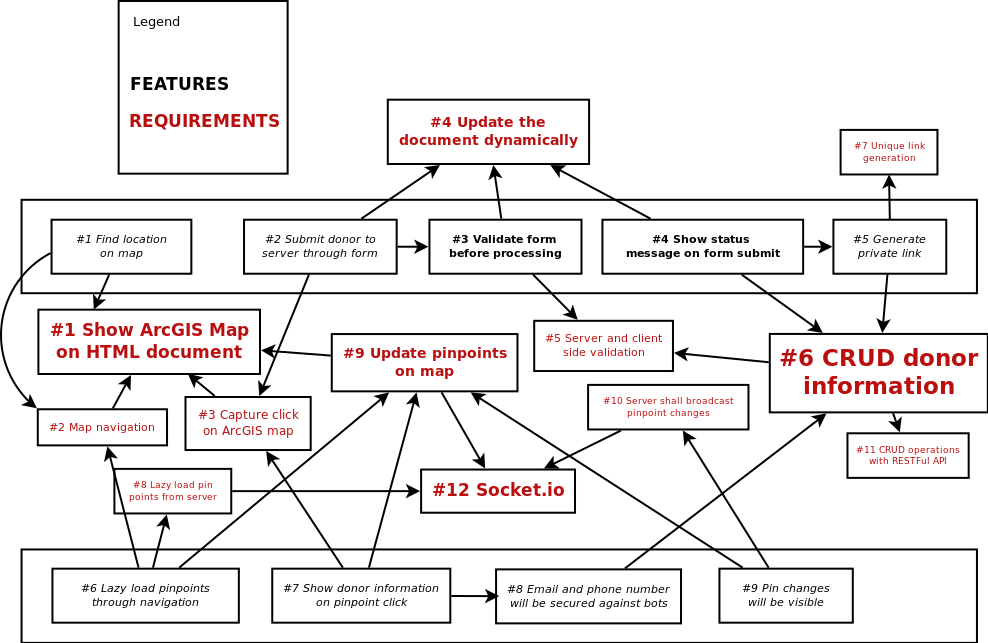 Legend
FEATURES
REQUIREMENTS
#4 Update the
document dynamically
#7 Unique link
generation
#1 Find location
on map
#2 Submit donor to
server through form
#3 Validate form
before processing
#4 Show status
message on form submit
#5 Generate
private link
#1 Show ArcGIS Map
on HTML document
#9 Update pinpoints
on map
#5 Server and client
side validation
#6 CRUD donor
information
#2 Map navigation
#3 Capture click
on ArcGIS map
#10 Server shall broadcast
pinpoint changes
#11 CRUD operations
with RESTFul API
#8 Lazy load pin
points from server
#12 Socket.io
#6 Lazy load pinpoints
through navigation
#7 Show donor information
on pinpoint click
#8 Email and phone number
will be secured against bots
#9 Pin changes
will be visible